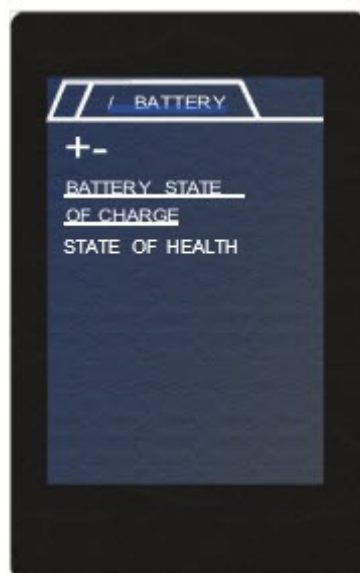 / BATTERY
+-
BATTERY STATE
OF CHARGE
STATE OF HEALTH